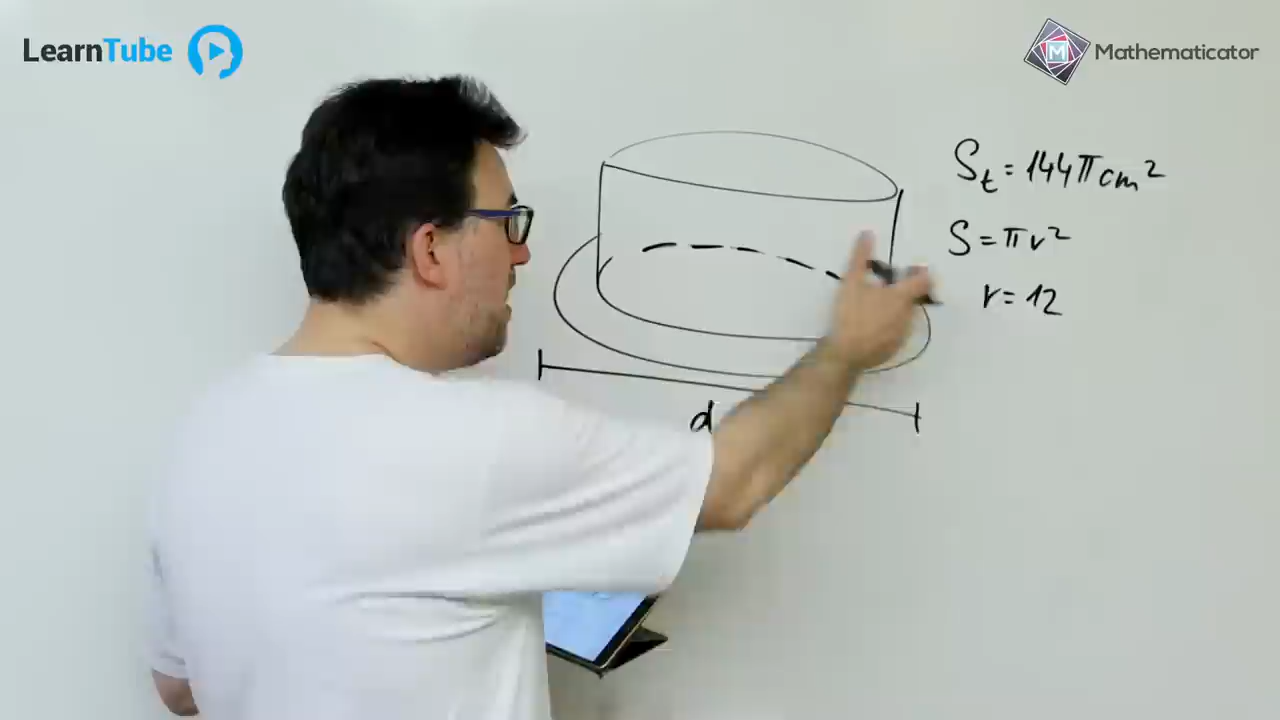 LearnTube
M Mathematicator
S_t = 144π cm²
S = πr²
r = 12
d